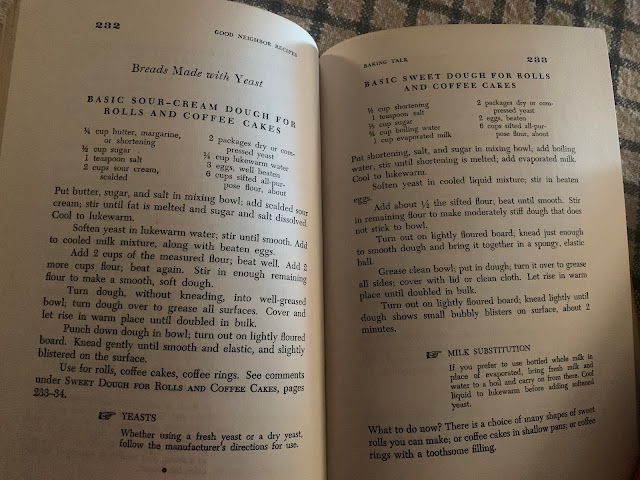 232
GOOD NEIGHBOR RECIPES
Breads Made with Yeast
BASIC SOUR-CREAM DOUGH FOR
ROLLS AND COFFEE CAKES
cup butter, margarine,
or shortening
½ cup sugar
1 teaspoon salt
2 cups sour cream,
scalded
2 packages dry or com-
pressed yeast
¼ cup lukewarm water
3 eggs, well beaten
6 cups sifted all-pur-
pose flour, about
Put butter, sugar, and salt in mixing bowl; add scalded sour
cream; stir until fat is melted and sugar and salt dissolved.
Cool to lukewarm.
Soften yeast in lukewarm water; stir until smooth. Add
to cooled milk mixture, along with beaten eggs.
Add 2 cups of the measured flour; beat well. Add 2
more cups flour; beat again. Stir in enough remaining
flour to make a smooth, soft dough.
Turn dough, without kneading, into well-greased
bowl; turn dough over to grease all surfaces. Cover and
let rise in warm place until doubled in bulk.
Punch down dough in bowl; turn out on lightly floured
board. Knead gently until smooth and elastic, and slightly
blistered on the surface.
Use for rolls, coffee cakes, coffee rings. See comments
under SWEET DOUGH FOR ROLLS AND COFFEE CAKES, pages
233-34.
YEASTS
Whether using a fresh yeast or a dry yeast,
follow the manufacturer's directions for use.
BAKING TALK
233
BASIC SWEET DOUGH FOR ROLLS
AND COFFEE CAKES
cup shortening
1 teaspoon salt
½ cup sugar
cup boiling water
1 cup evaporated milk
2 packages dry or com-
pressed yeast
2 eggs, beaten
6 cups sifted all-pur-
pose flour, about
Put shortening, salt, and sugar in mixing bowl; add boiling
water; stir until shortening is melted; add evaporated milk.
Cool to lukewarm.
Soften yeast in cooled liquid mixture; stir in beaten
eggs.
Add about ½ the sifted flour, beat until smooth. Stir
in remaining flour to make moderately stiff dough that does
not stick to bowl.
Turn out on lightly floured board; knead just enough
to smooth dough and bring it together in a spongy, elastic
ball.
Grease clean bowl; put in dough; turn it over to grease
all sides; cover with lid or clean cloth. Let rise in warm
place until doubled in bulk.
Turn out on lightly floured board; knead lightly until
dough shows small bubbly blisters on surface, about 2
minutes.
MILK SUBSTITUTION
If you prefer to use bottled whole milk in
place of evaporated, bring fresh milk and
water to a boil and carry on from there. Cool
liquid to lukewarm before adding softened
yeast.
What to do now? There is a choice of many shapes of sweet
rolls you can make; or coffee cakes in shallow pans; or coffee
rings with a toothsome filling.